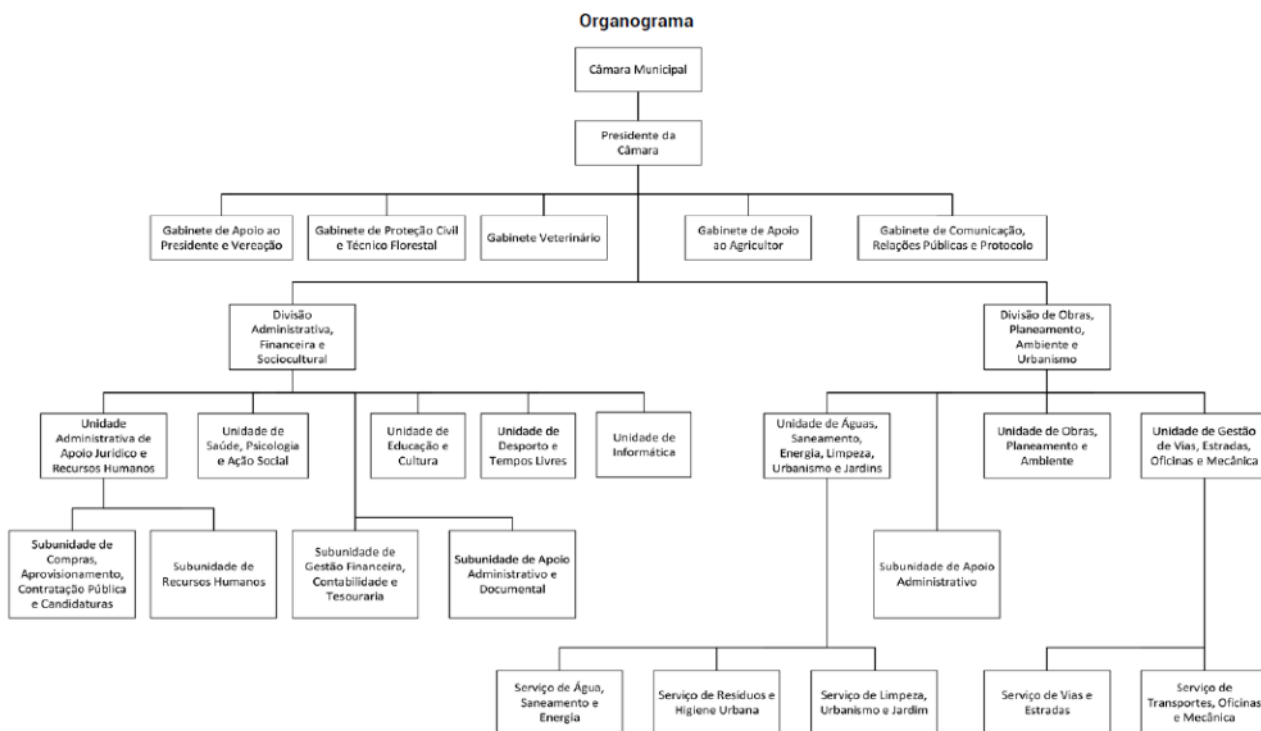 Organograma
Câmara Municipal
Presidente da
Câmara
Gabinete de Apoio ao
Presidente e Vereação
Gabinete de Proteção Civil
e Técnico Florestal
Gabinete Veterinário
Gabinete de Apoio
ao Agricultor
Gabinete de Comunicação,
Relações Públicas e Protocolo
Divisão
Administrativa,
Financeira e
Sociocultural
Divisão de Obras,
Planeamento,
Ambiente e
Urbanismo
Unidade
Administrativa de
Apoio Jurídico e
Recursos Humanos
Unidade de
Saúde, Psicologia
e Ação Social
Unidade de
Educação e
Cultura
Unidade de
Desporto e
Tempos Livres
Unidade de
Informática
Unidade de Águas,
Saneamento,
Energia, Limpeza,
Urbanismo e Jardins
Unidade de Obras,
Planeamento e
Ambiente
Unidade de Gestão
de Vias, Estradas,
Oficinas e Mecânica
Subunidade de
Compras,
Aprovisionamento,
Contratação Pública
e Candidaturas
Subunidade de
Recursos Humanos
Subunidade de
Gestão Financeiro,
Contabilidade e
Tesouraria
Subunidade de Apoio
Administrativo e
Documental
Subunidade de Apoio
Administrativo
Serviço de Água,
Saneamento e
Energia
Serviço de Resíduos e
Higiene Urbana
Serviço de Limpeza,
Urbanismo e Jardim
Serviço de Vias e
Estradas
Serviço de
Transportes, Oficinas
e Mecânica